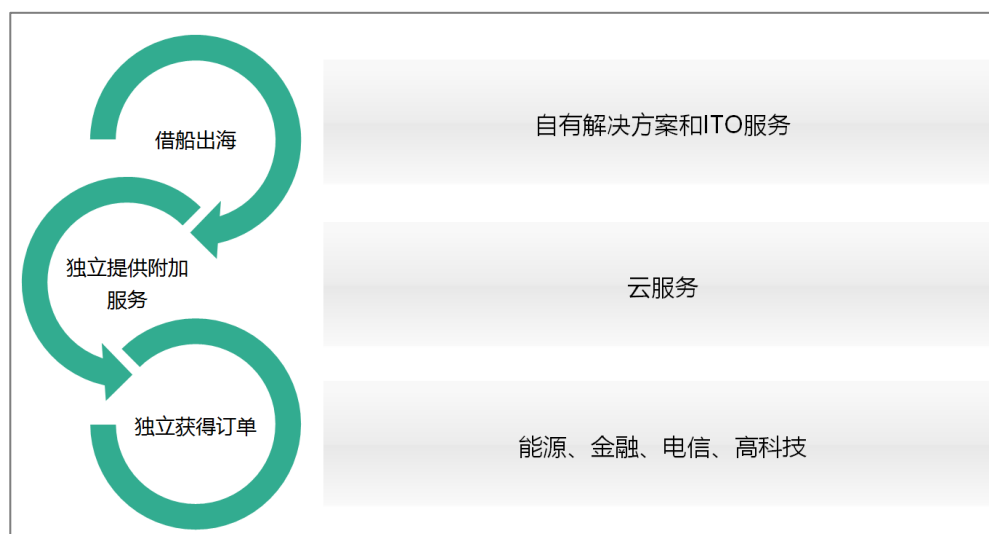 借船出海
自有解决方案和ITO服务
独立提供附加
服务
云服务
独立获得订单
能源、金融、电信、高科技